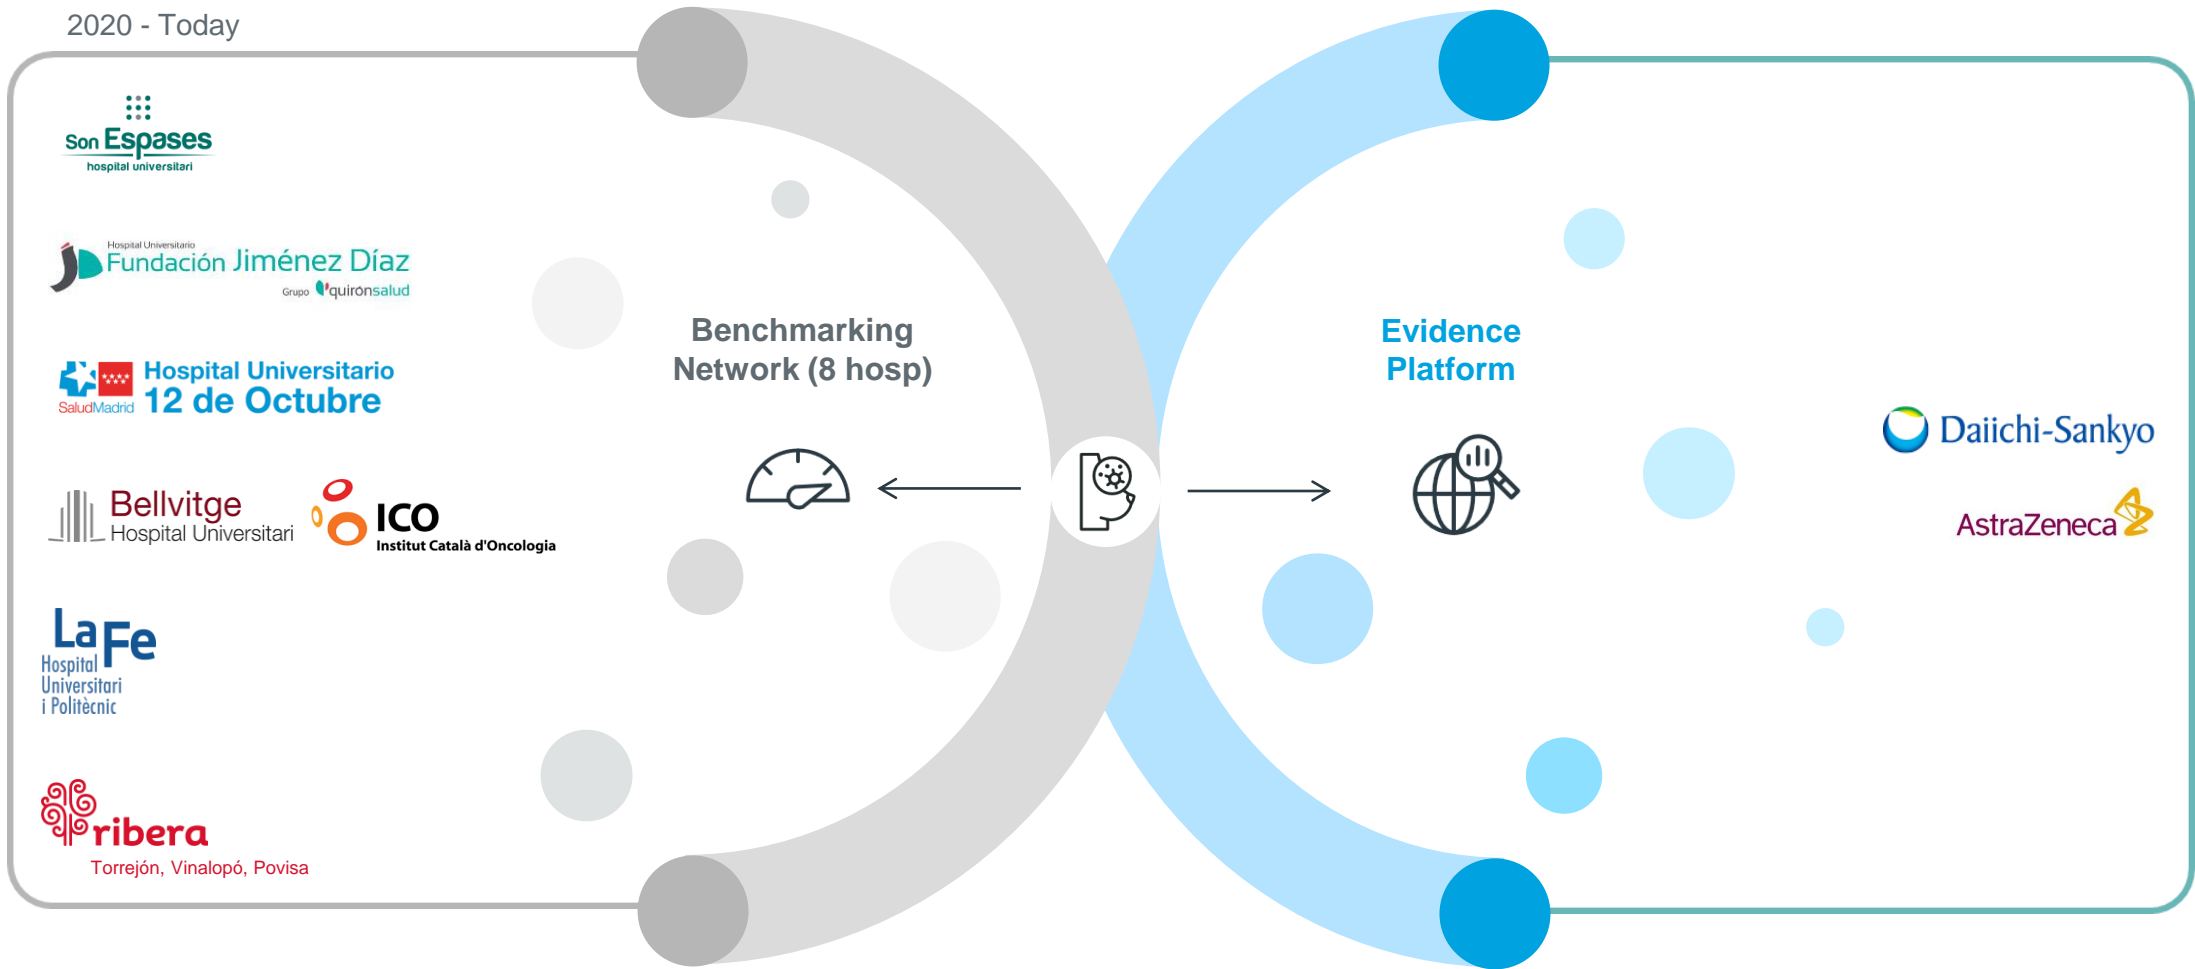 2020 - Today
Son Espases
hospital universitari
Hospital Universitario
Fundación Jiménez Díaz
Grupo quirónsalud
SaludMadrid
Hospital Universitario
12 de Octubre
Bellvitge
Hospital Universitari
ICO
Institut Català d'Oncologia
La Fe
Hospital
Universitari
i Politècnic
ribera
Torrejón, Vinalopó, Povisa
Benchmarking
Network (8 hosp)
Evidence
Platform
Daiichi-Sankyo
AstraZeneca